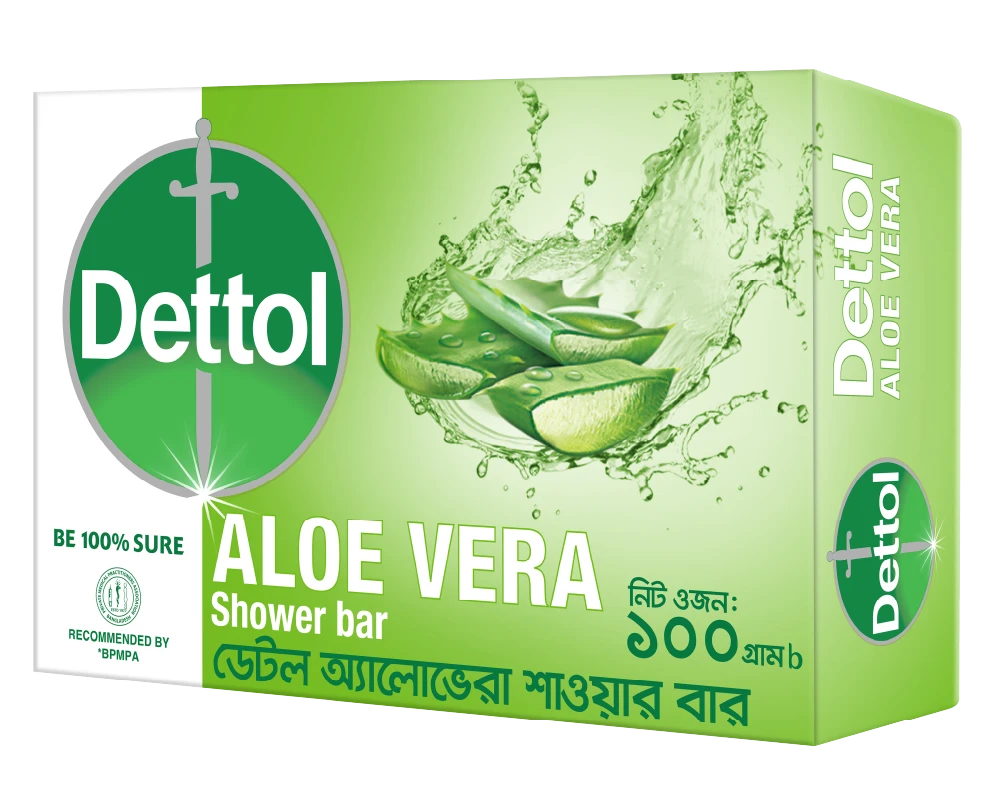 Dettol
BE 100% SURE
RECOMMENDED BY
*BPMPA
ALOE VERA
Shower bar
ডেটল অ্যালোভেরা শাওয়ার বার
নিট ওজন:
১০০ গ্রাম b
Dettol
ALOE VERA
Dettol